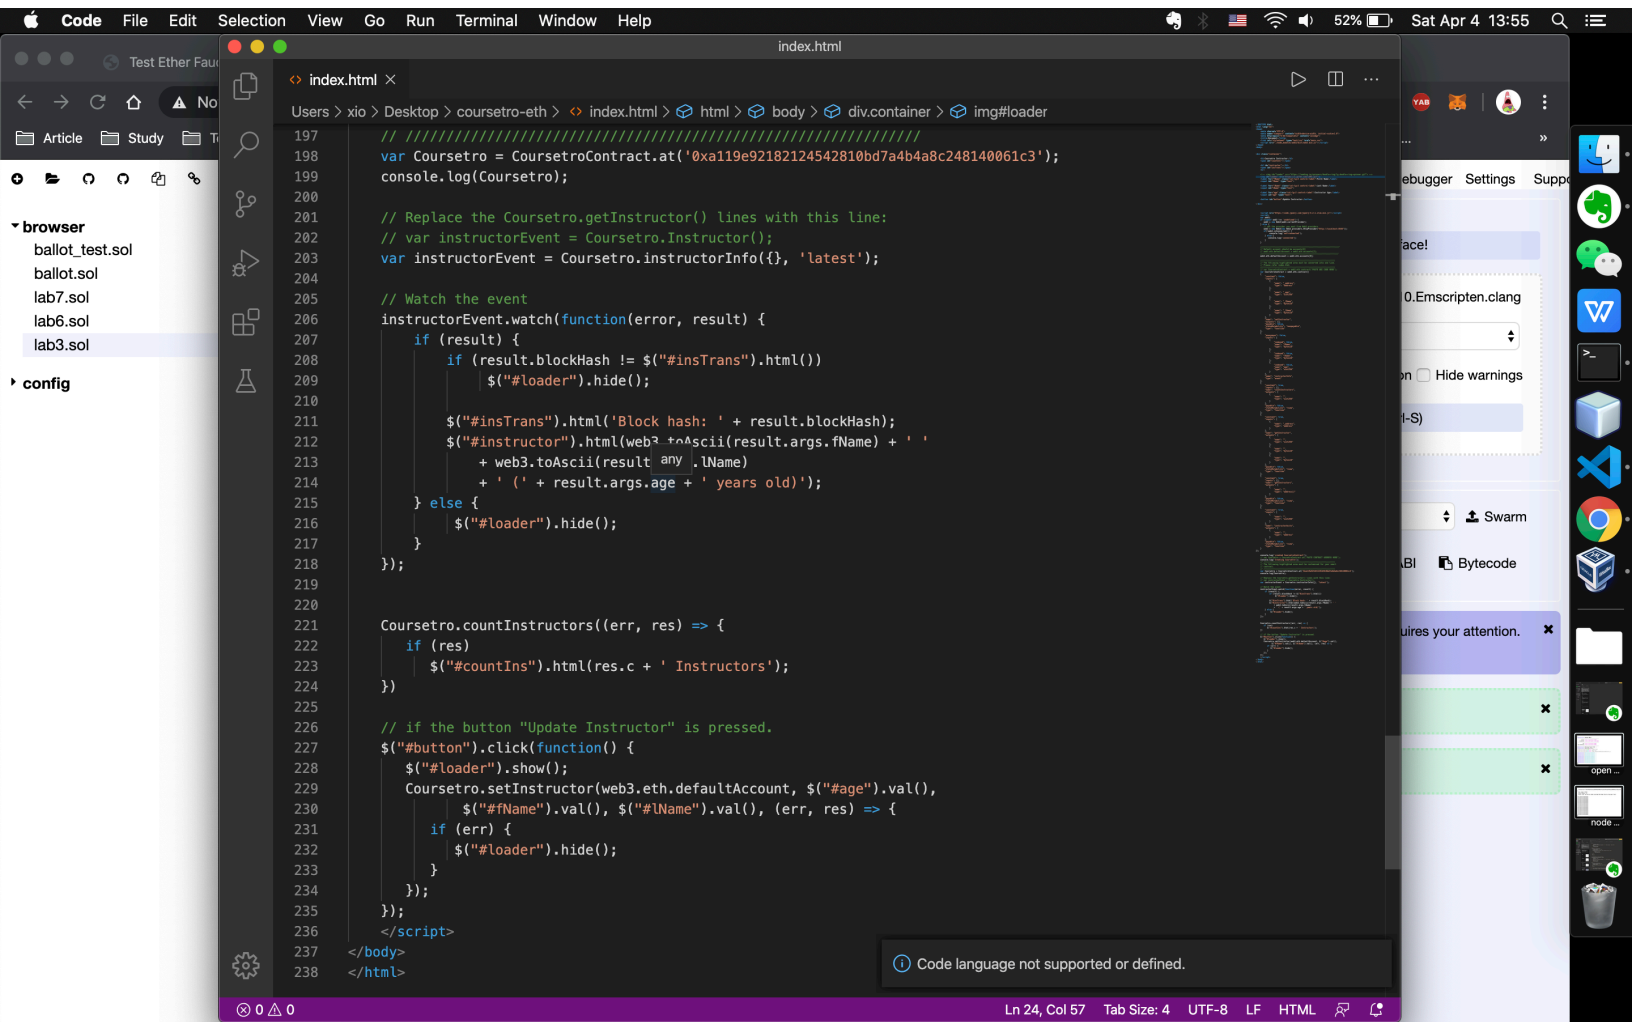 Code File Edit Selection View Go Run Terminal Window Help
52% Sat Apr 4 13:55
index.html
Test Ether Fau
No
Article Study
browser
ballot_test.sol
ballot.sol
lab7.sol
lab6.sol
lab3.sol
config
index.html
Users > xio > Desktop > coursetro-eth > index.html > html > body > div.container > img#loader
197 // ///////////////////////////////////////////////////////////////
198 var Coursetro = CoursetroContract.at('0xa119e92182124542810bd7a4b4a8c248140061c3');
199 console.log(Coursetro);
200
201 // Replace the Coursetro.getInstructor() lines with this line:
202 // var instructorEvent = Coursetro.Instructor();
203 var instructorEvent = Coursetro.instructorInfo({}, 'latest');
204
205 // Watch the event
206 instructorEvent.watch(function(error, result) {
207 if (result) {
208 if (result.blockHash != $("#insTrans").html())
209 $("#loader").hide();
210
211 $("#insTrans").html('Block hash: ' + result.blockHash);
212 $("#instructor").html(web3.toAscii(result.args.fName) + ' '
any
213 + web3.toAscii(result .lName)
214 + ' (' + result.args.age + ' years old)');
215 } else {
216 $("#loader").hide();
217 }
218 });
219
220
221 Coursetro.countInstructors((err, res) => {
222 if (res)
223 $("#countIns").html(res.c + ' Instructors');
224 })
225
226 // if the button "Update Instructor" is pressed.
227 $("#button").click(function() {
228 $("#loader").show();
229 Coursetro.setInstructor(web3.eth.defaultAccount, $("#age").val(),
230 $("#fName").val(), $("#lName").val(), (err, res) => {
231 if (err) {
232 $("#loader").hide();
233 }
234 });
235 });
236 </script>
237 </body>
238 </html>
Code language not supported or defined.
0 0 Ln 24, Col 57 Tab Size: 4 UTF-8 LF HTML
YAB
ebugger Settings Suppo
face!
10.Emscripten.clang
on Hide warnings
l-S)
Swarm
ABI Bytecode
uires your attention.
open ...
node ...